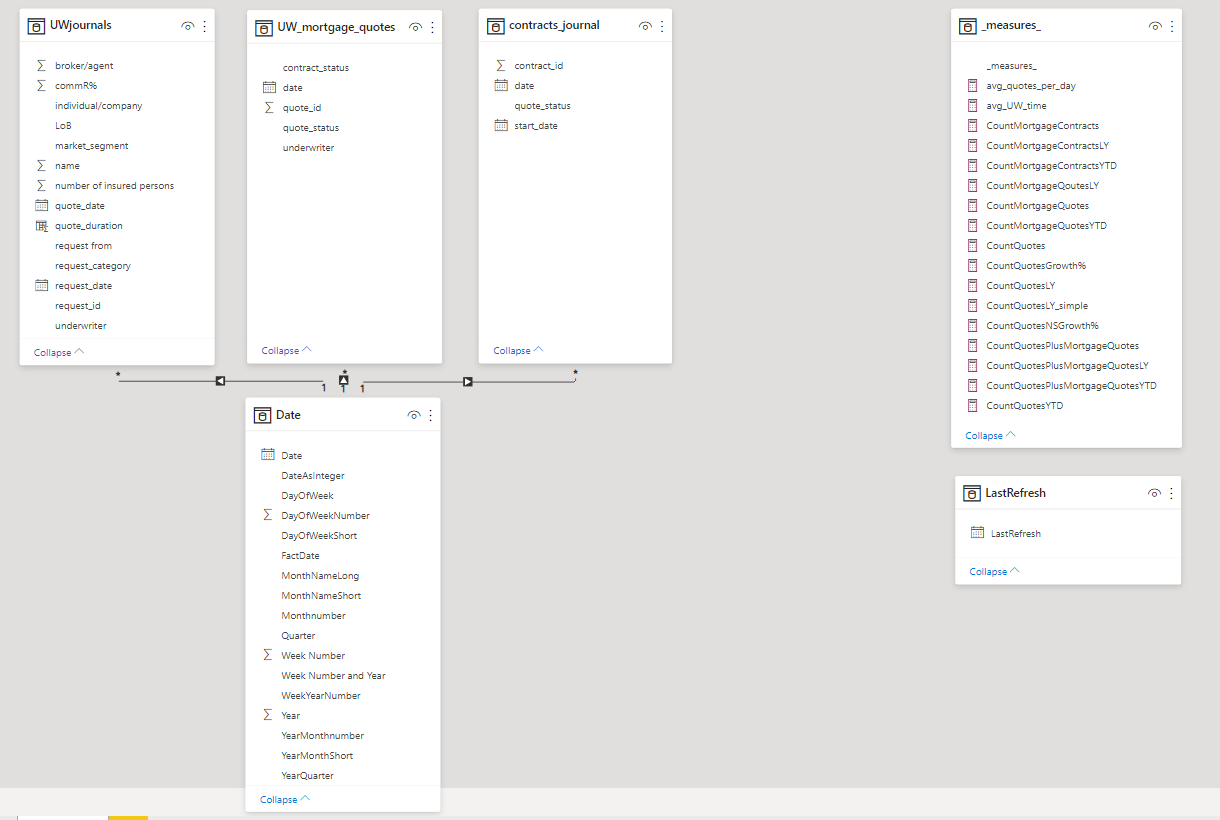 UWjournals
broker/agent
commR%
individual/company
LoB
market_segment
name
number of insured persons
quote_date
quote_duration
request from
request_category
request_date
request_id
underwriter
Collapse
UW_mortgage_quotes
contract_status
date
quote_id
quote_status
underwriter
Collapse
contracts_journal
contract_id
date
quote_status
start_date
Collapse
_measures_
_measures_
avg_quotes_per_day
avg_UW_time
CountMortgageContracts
CountMortgageContractsLY
CountMortgageContractsYTD
CountMortgageQoutesLY
CountMortgageQuotes
CountMortgageQuotesYTD
CountQuotes
CountQuotesGrowth%
CountQuotesLY
CountQuotesLY_simple
CountQuotesNSGrowth%
CountQuotesPlusMortgageQuotes
CountQuotesPlusMortgageQuotesLY
CountQuotesPlusMortgageQuotesYTD
CountQuotesYTD
Collapse
* * *
1 1 1
Date
Date
DateAsInteger
DayOfWeek
DayOfWeekNumber
DayOfWeekShort
FactDate
MonthNameLong
MonthNameShort
Monthnumber
Quarter
Week Number
Week Number and Year
WeekYearNumber
Year
YearMonthnumber
YearMonthShort
YearQuarter
Collapse
LastRefresh
LastRefresh
Collapse